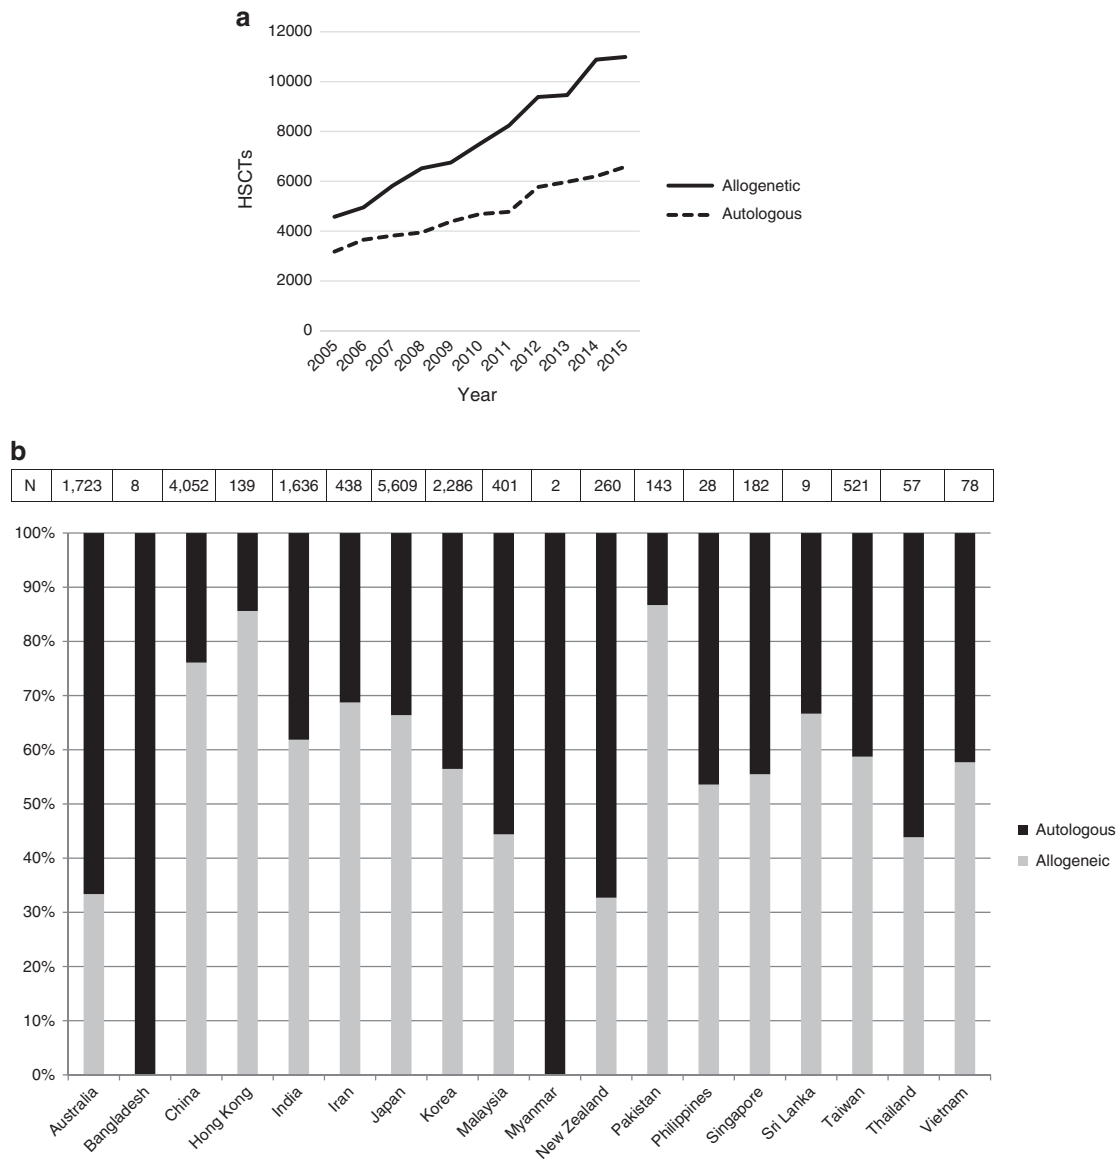 a
12000
10000
8000
6000
4000
2000
0
HSCTs
2005 2006 2007 2008 2009 2010 2011 2012 2013 2014 2015
Year
Allogenetic
Autologous
b
N 1,723 8 4,052 139 1,636 438 5,609 2,286 401 2 260 143 28 182 9 521 57 78
100%
90%
80%
70%
60%
50%
40%
30%
20%
10%
0%
Autologous
Allogeneic
Australia Bangladesh China Hong Kong India Iran Japan Korea Malaysia Myanmar New Zealand Pakistan Philippines Singapore Sri Lanka Taiwan Thailand Vietnam